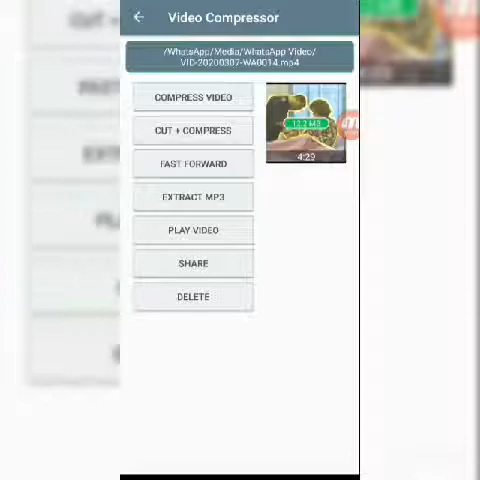 Video Compressor
/WhatsApp/Media/WhatsApp Video/
VID-20200307-WA0014.mp4
COMPRESS VIDEO
12.2 MB
4:29
CUT + COMPRESS
FAST FORWARD
EXTRACT MP3
PLAY VIDEO
SHARE
DELETE